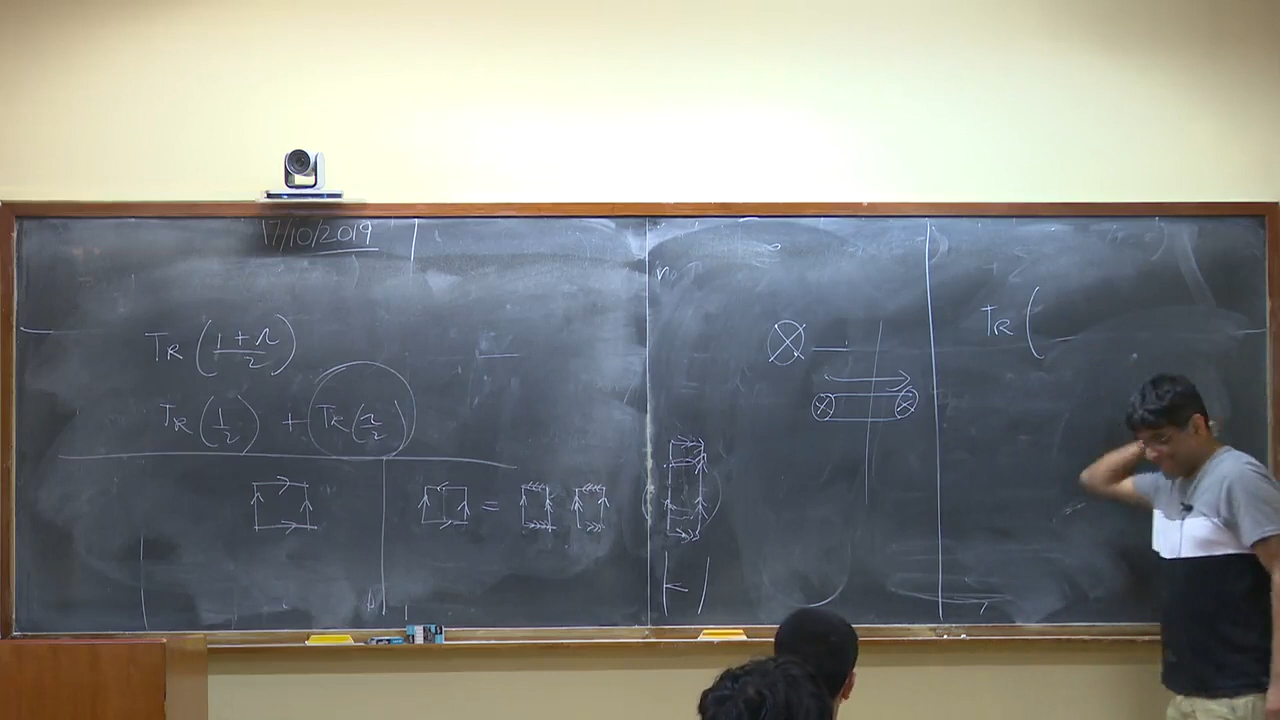 17/10/2019
TR (1+Ω/2)
TR (1/2) + TR (Ω/2)
=
TR (